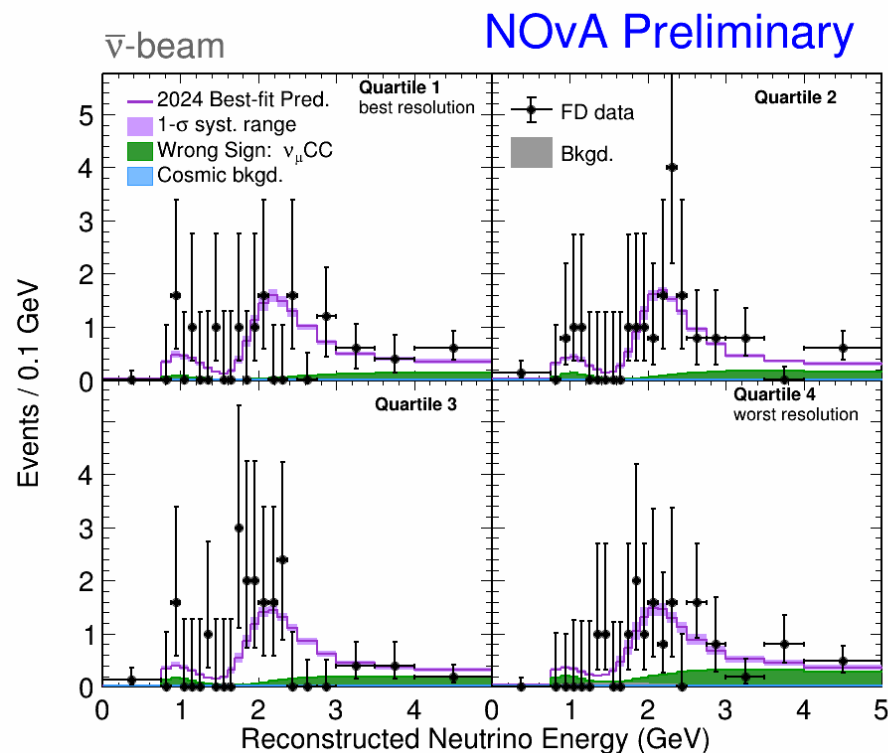 ν̄-beam
NOvA Preliminary
Quartile 1
best resolution
2024 Best-fit Pred.
1-σ syst. range
Wrong Sign: νμCC
Cosmic bkgd.
Quartile 2
FD data
Bkgd.
5
4
3
2
1
0
Events / 0.1 GeV
Quartile 3
Quartile 4
worst resolution
5
4
3
2
1
0
0 1 2 3 4 0 1 2 3 4 5
Reconstructed Neutrino Energy (GeV)